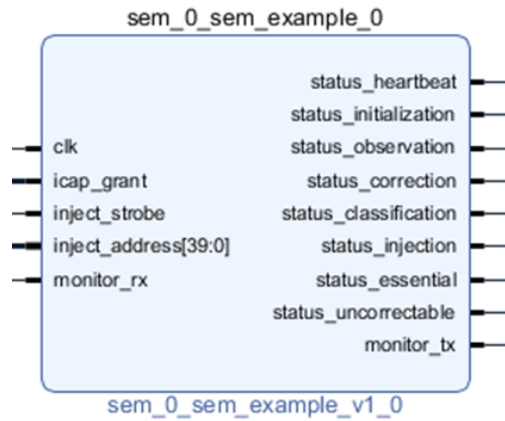 sem_0_sem_example_0
status_heartbeat
status_initialization
clk
status_observation
icap_grant
status_correction
inject_strobe
status_classification
inject_address[39:0]
status_injection
monitor_rx
status_essential
status_uncorrectable
monitor_tx
sem_0_sem_example_v1_0